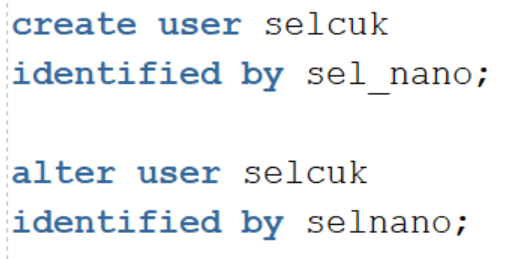 create user selcuk
identified by sel_nano;
alter user selcuk
identified by selnano;